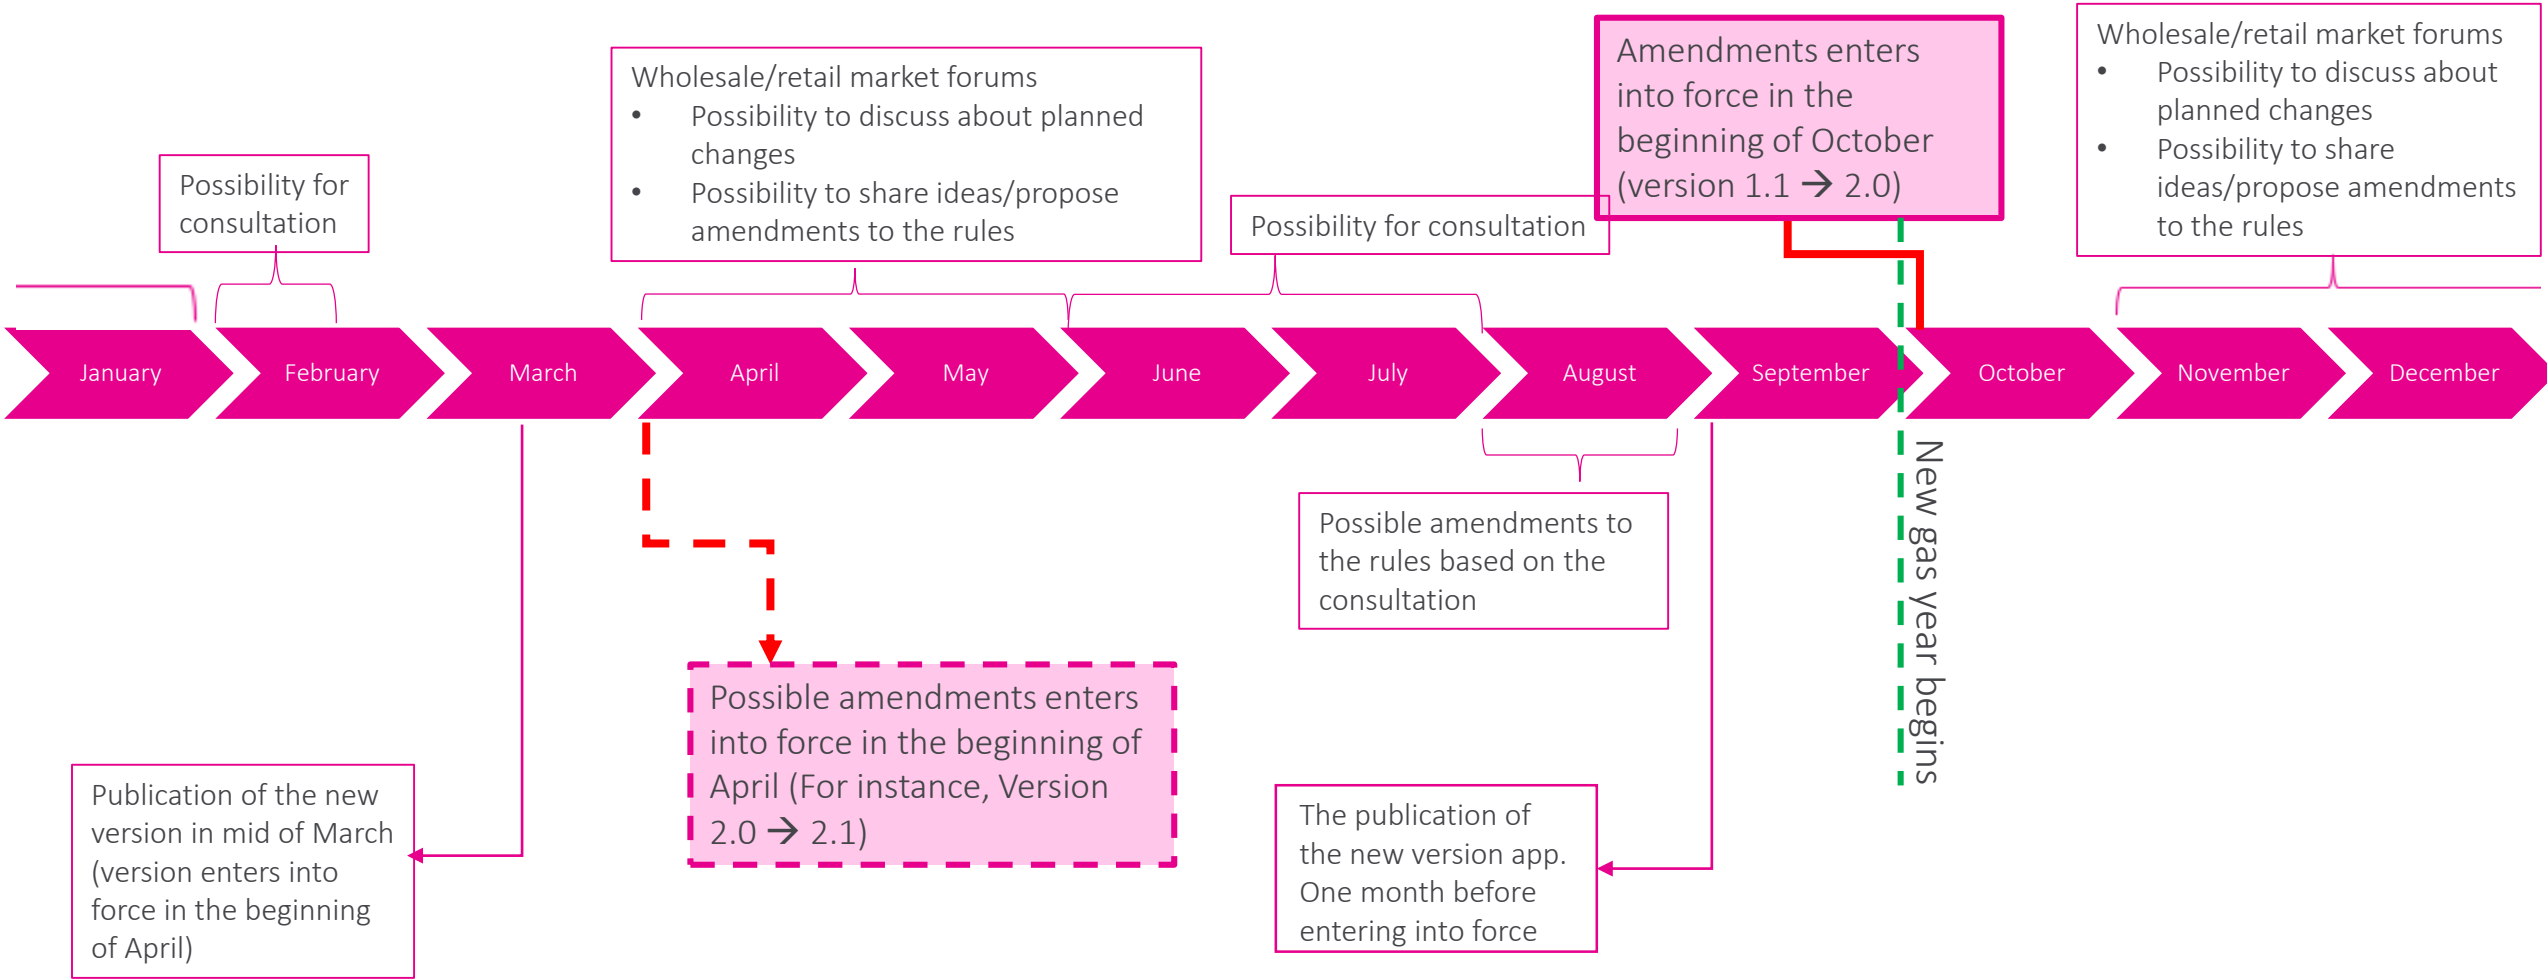 Wholesale/retail market forums
• Possibility to discuss about planned
changes
• Possibility to share ideas/propose
amendments to the rules
Amendments enters
into force in the
beginning of October
(version 1.1 → 2.0)
Wholesale/retail market forums
• Possibility to discuss about
planned changes
• Possibility to share
ideas/propose amendments
to the rules
Possibility for
consultation
Possibility for consultation
January
February
March
April
May
June
July
August
September
October
November
December
New gas year begins
Possible amendments to
the rules based on the
consultation
Possible amendments enters
into force in the beginning of
April (For instance, Version
2.0 → 2.1)
Publication of the new
version in mid of March
(version enters into
force in the beginning
of April)
The publication of
the new version app.
One month before
entering into force